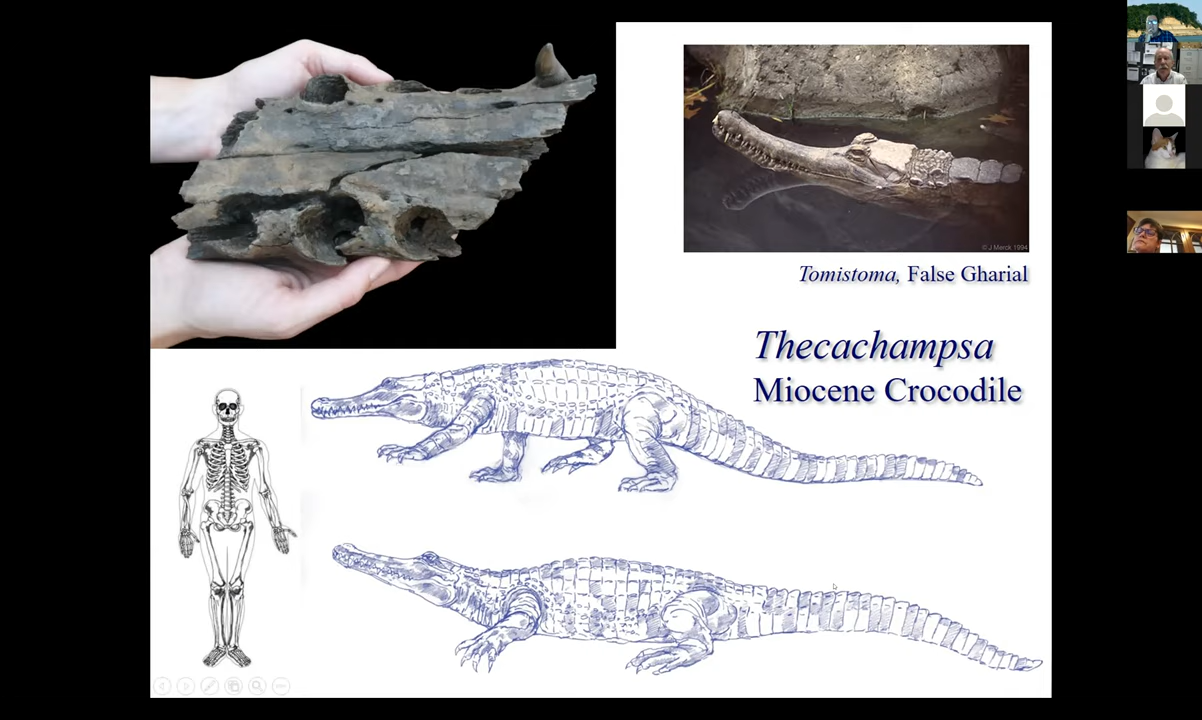 © J Merck 1994
Tomistoma, False Gharial
Thecachampsa
Miocene Crocodile